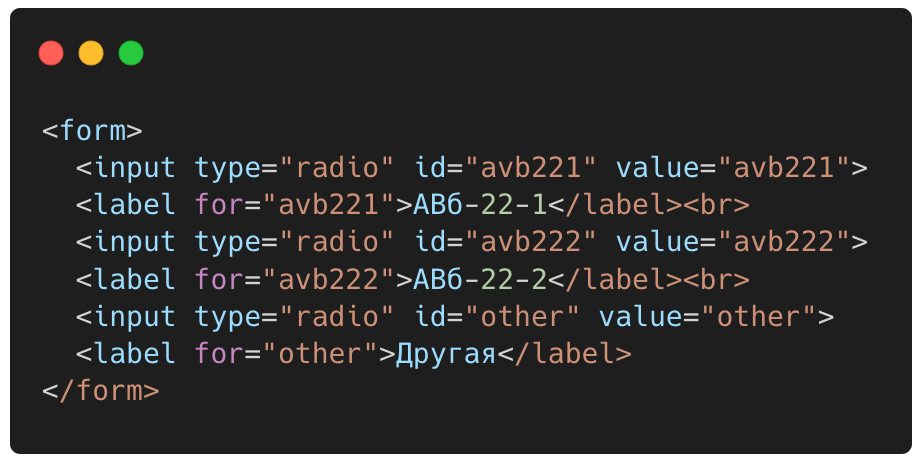 <form>
  <input type="radio" id="avb221" value="avb221">
  <label for="avb221">АВб-22-1</label><br>
  <input type="radio" id="avb222" value="avb222">
  <label for="avb222">АВб-22-2</label><br>
  <input type="radio" id="other" value="other">
  <label for="other">Другая</label>
</form>